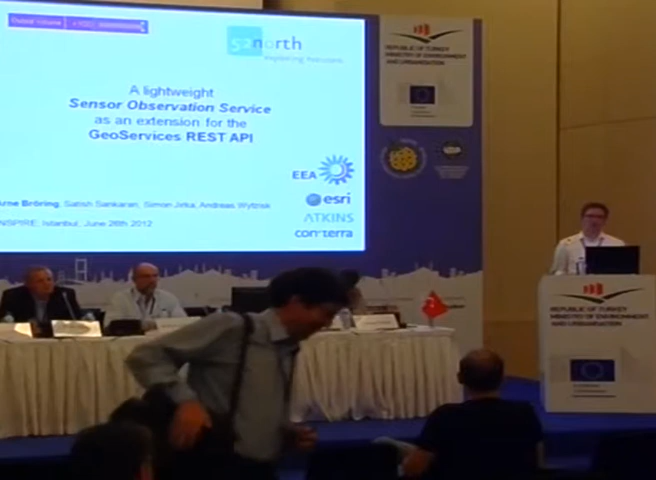 52north
A lightweight
Sensor Observation Service
as an extension for the
GeoServices REST API
EEA
esri
Arne Bröring, Satish Sankaran, Simon Jirka, Andreas Wytzisk
ATKINS
INSPIRE, Istanbul, June 26th 2012
con terra
REPUBLIC OF TURKEY
MINISTRY OF ENVIRONMENT
AND URBANISATION
REPUBLIC OF TURKEY
MINISTRY OF ENVIRONMENT
AND URBANISATION